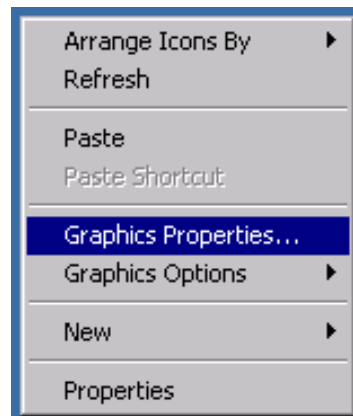 Arrange Icons By
Refresh
Paste
Paste Shortcut
Graphics Properties...
Graphics Options
New
Properties